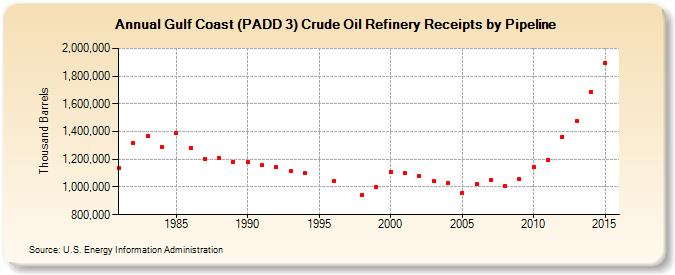 Annual Gulf Coast (PADD 3) Crude Oil Refinery Receipts by Pipeline
Thousand Barrels
2,000,000
1,800,000
1,600,000
1,400,000
1,200,000
1,000,000
800,000
1985 1990 1995 2000 2005 2010 2015
Source: U.S. Energy Information Administration